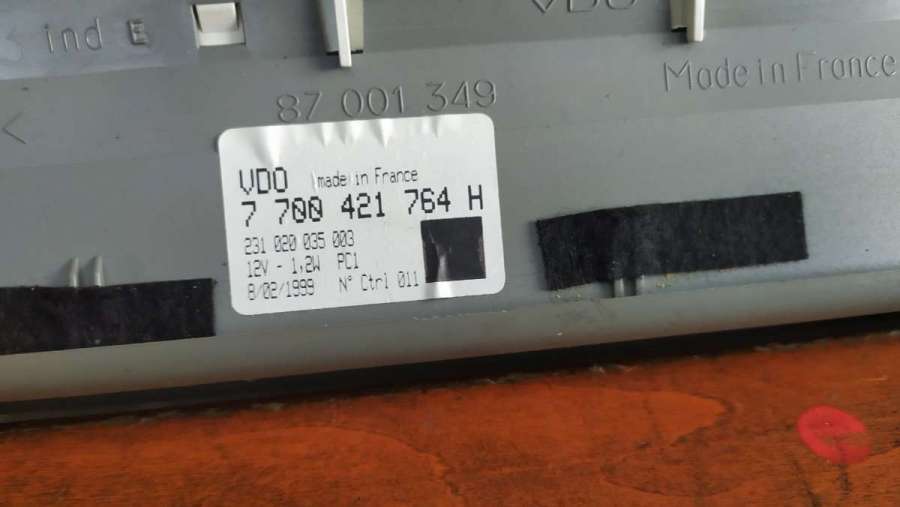 ind E
VDO
87 001 349
Made in France
<
VDO made in France
7 700 421 764 H
231 020 035 003
12V - 1,2W PC1
8/02/1999 N° Ctrl 011